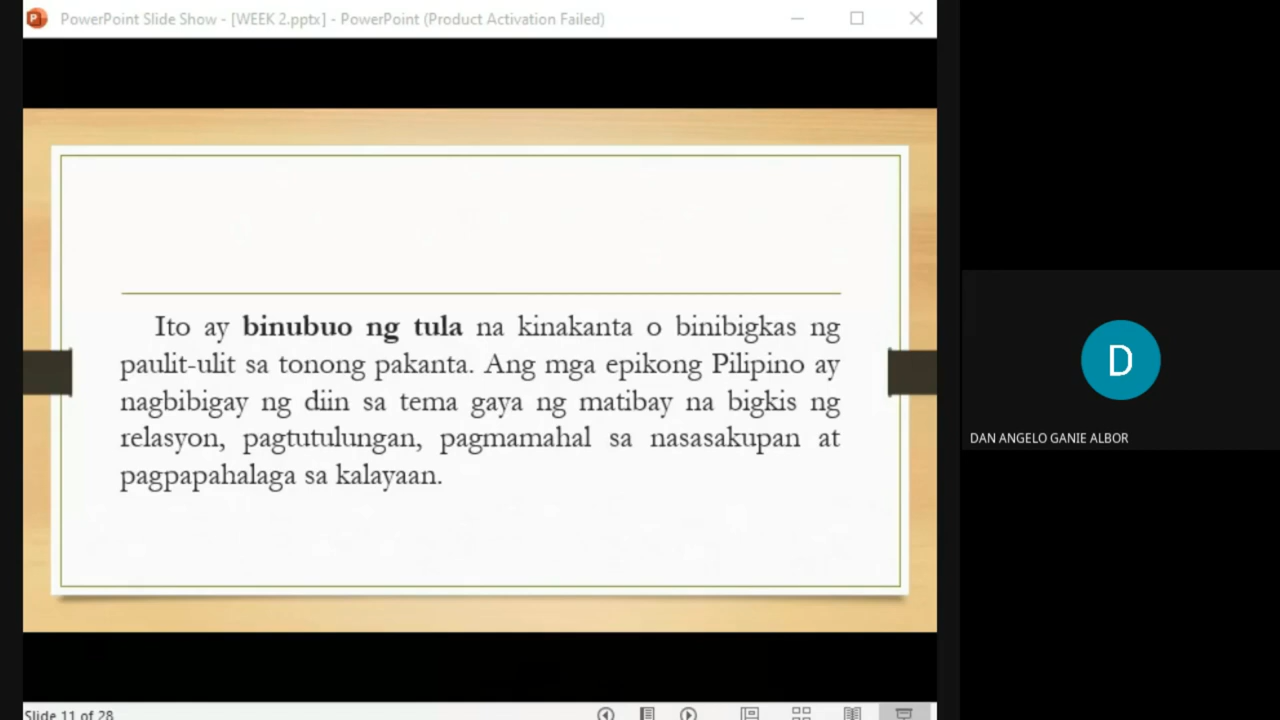 PowerPoint Slide Show - [WEEK 2.pptx] - PowerPoint (Product Activation Failed)
Ito ay binubuo ng tula na kinakanta o binibigkas ng
paulit-ulit sa tonong pakanta. Ang mga epikong Pilipino ay
nagbibigay ng diin sa tema gaya ng matibay na bigkis ng
relasyon, pagtutulungan, pagmamahal sa nasasakupan at
pagpapahalaga sa kalayaan.
D
DAN ANGELO GANIE ALBOR
Slide 11 of 28